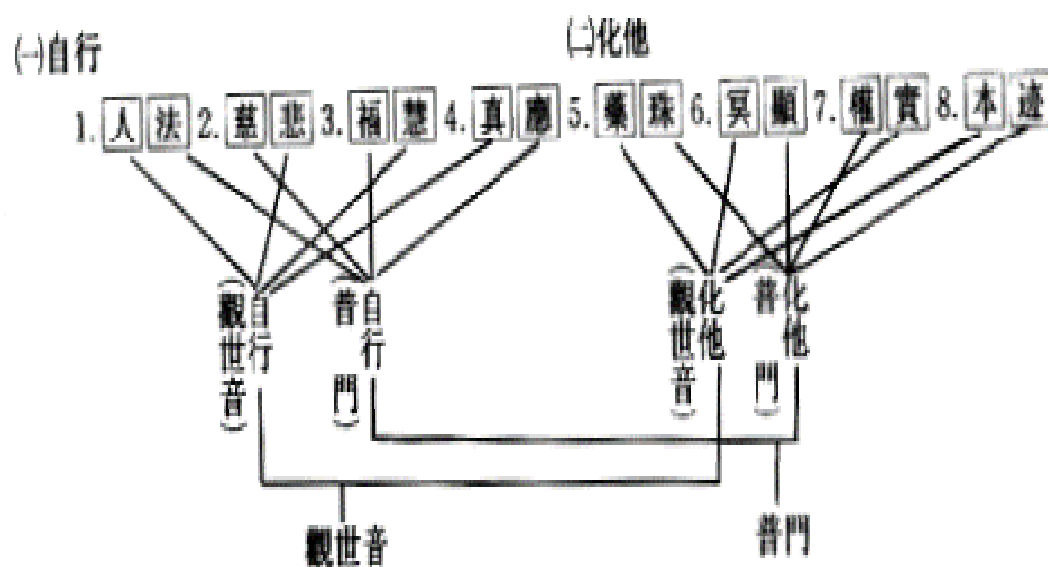 ㈠自行
㈡化他
1.人法 2.慈悲 3.福慧 4.真應 5.藥珠 6.冥顯 7.權實 8.本迹
自行(觀世音)
自行(普門)
化他(觀世音)
化他(普門)
觀世音
普門